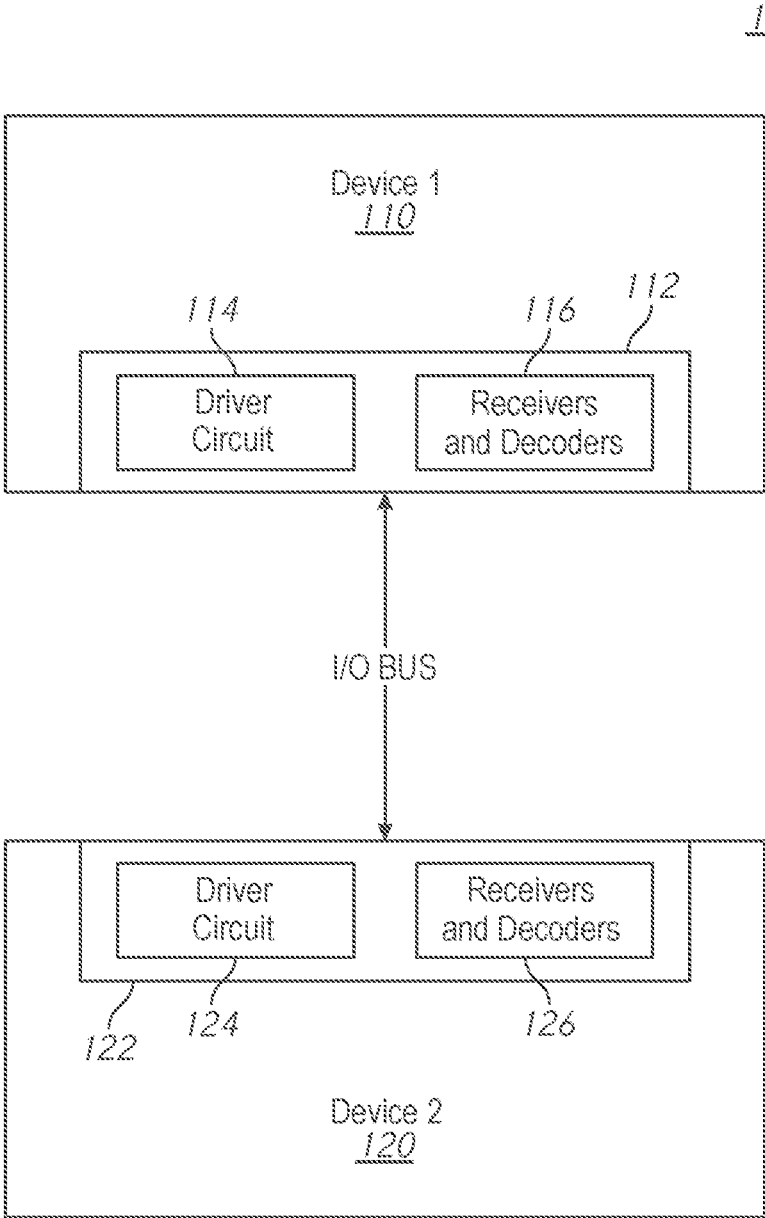 1
Device 1
110
112
114
116
Driver
Circuit
Receivers
and Decoders
I/O BUS
Driver
Circuit
Receivers
and Decoders
122
124
126
Device 2
120